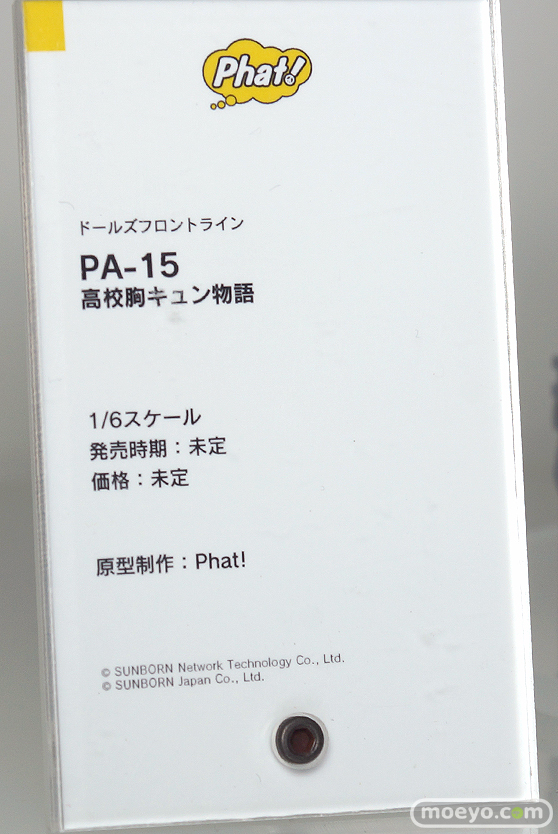 Phat!
ドールズフロントライン
PA-15
高校胸キュン物語
1/6スケール
発売時期：未定
価格：未定
原型制作：Phat!
© SUNBORN Network Technology Co., Ltd.
© SUNBORN Japan Co., Ltd.
moeyo.com